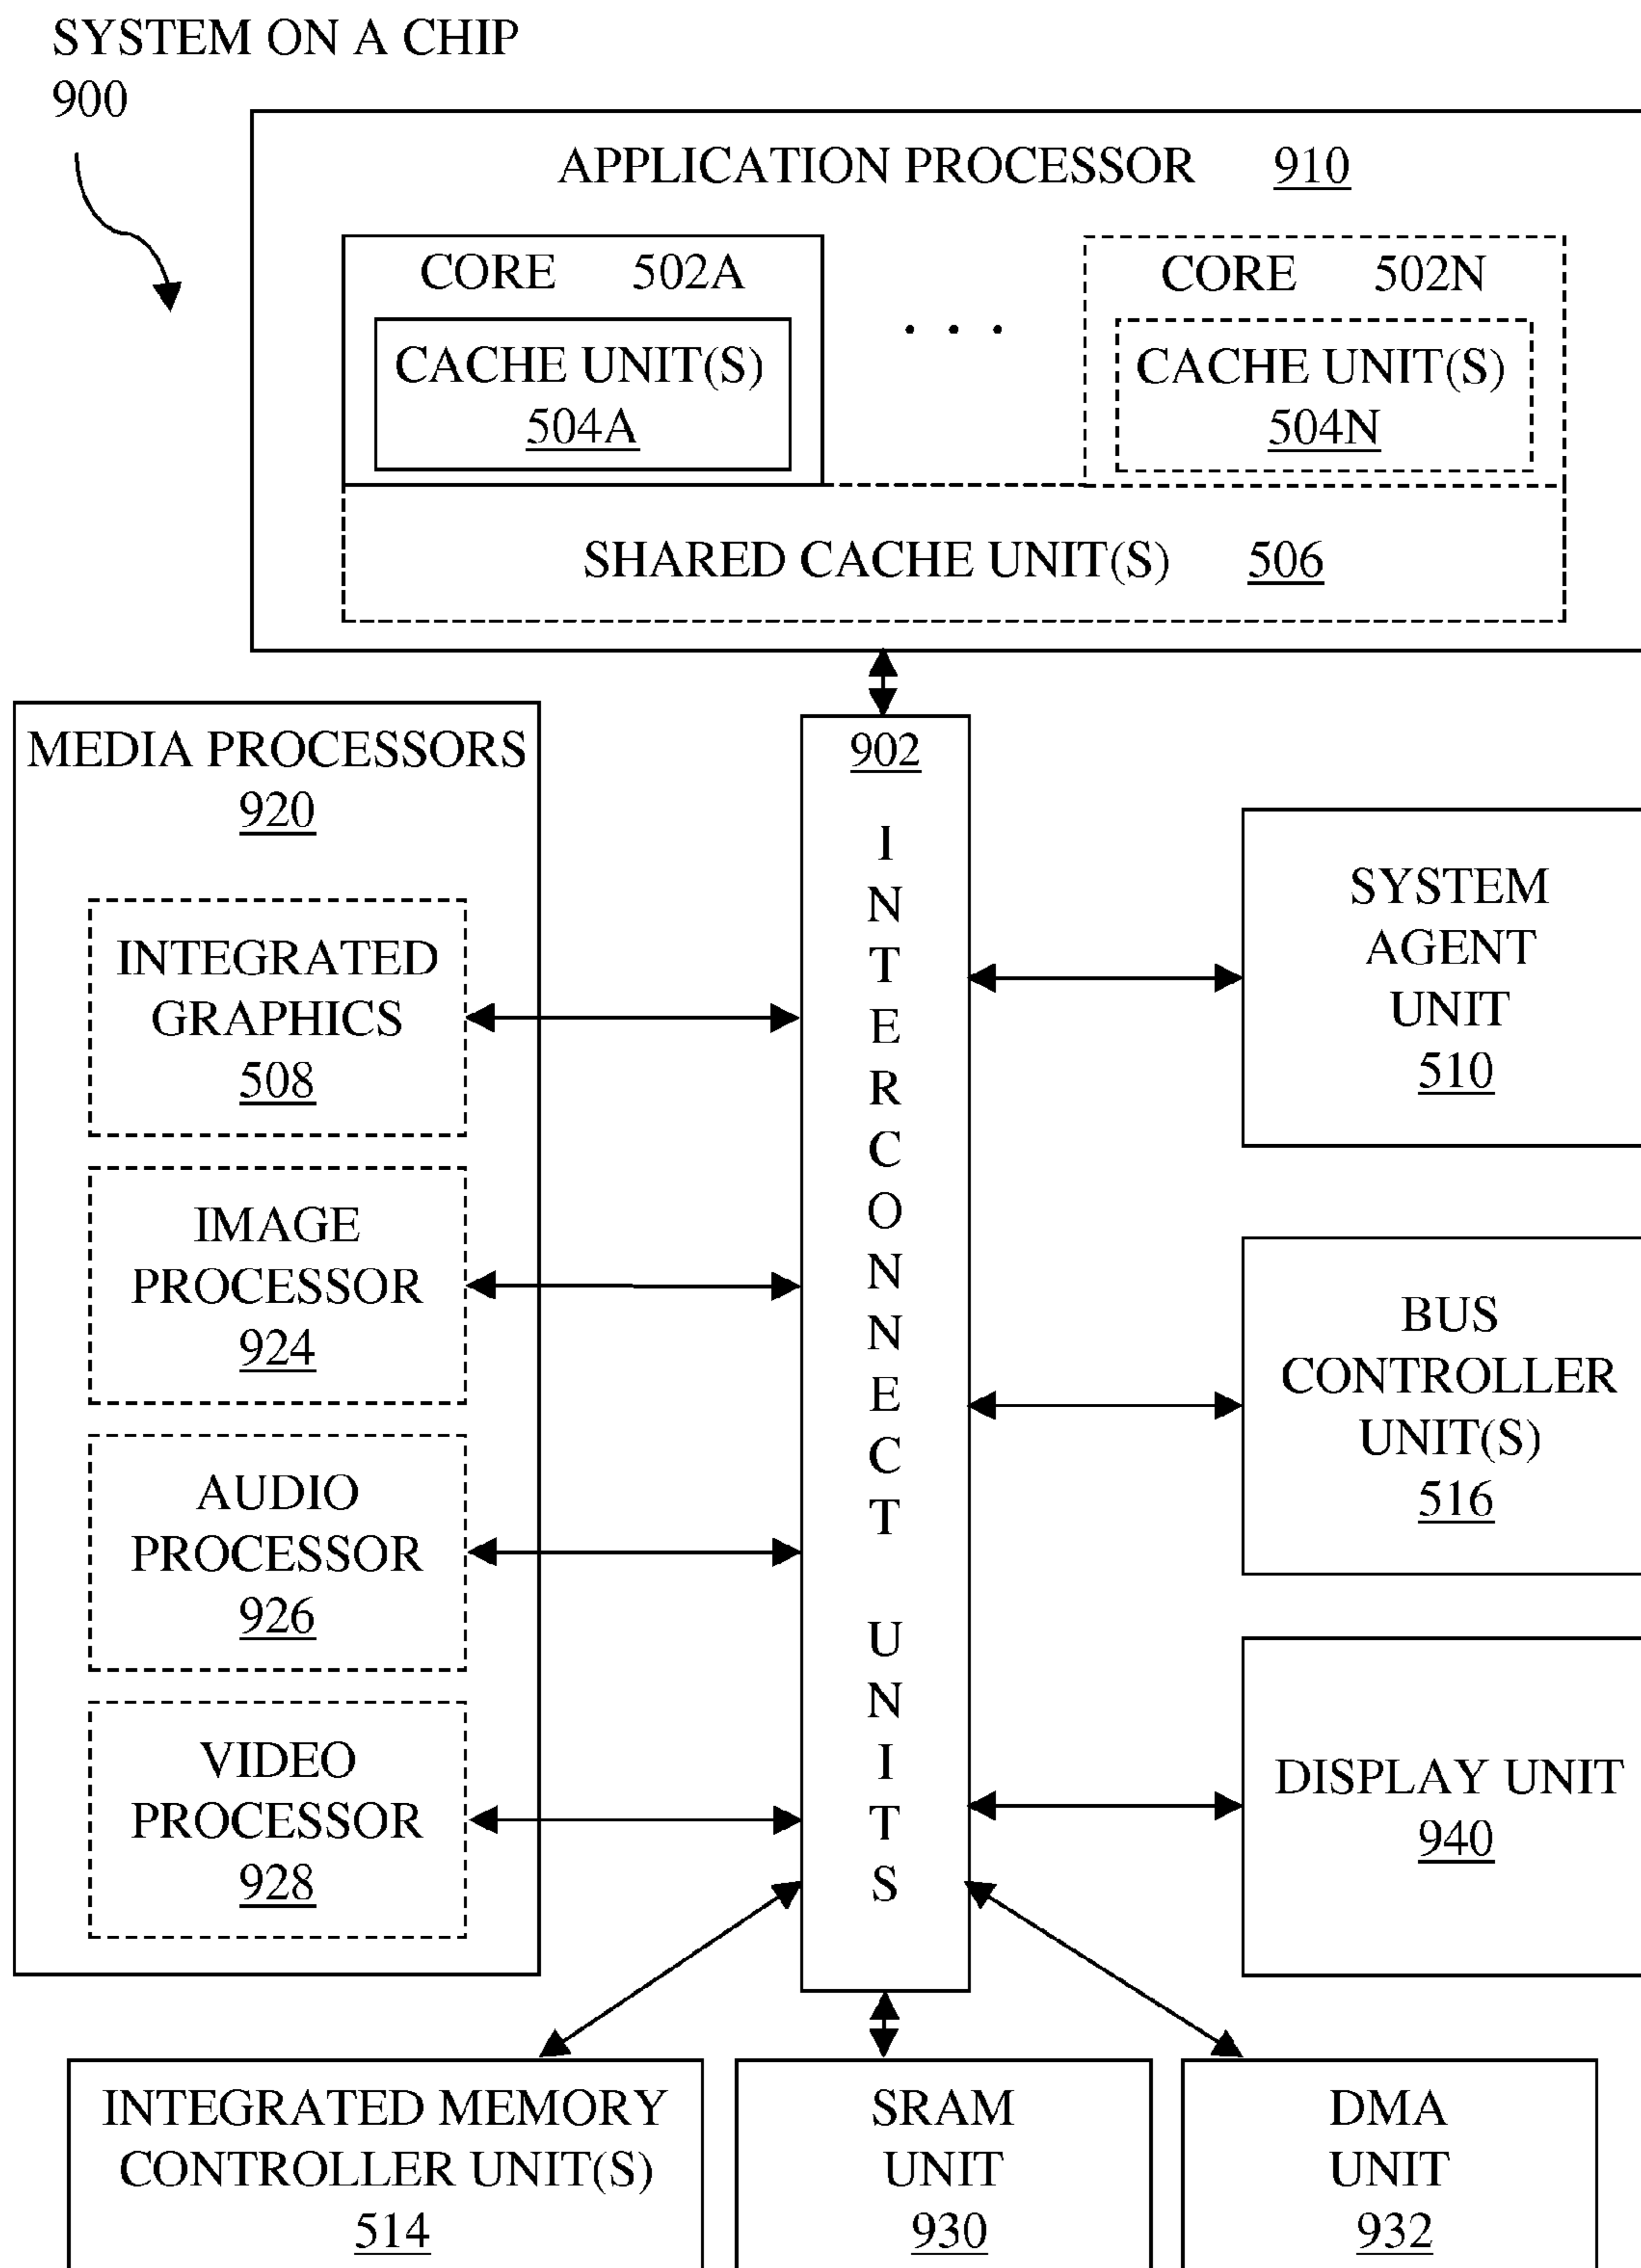 SYSTEM ON A CHIP
900
APPLICATION PROCESSOR 910
CORE 502A
CACHE UNIT(S)
504A
. . .
CORE 502N
CACHE UNIT(S)
504N
SHARED CACHE UNIT(S) 506
MEDIA PROCESSORS
920
INTEGRATED
GRAPHICS
508
IMAGE
PROCESSOR
924
AUDIO
PROCESSOR
926
VIDEO
PROCESSOR
928
902
INTERCONNECT UNITS
SYSTEM
AGENT
UNIT
510
BUS
CONTROLLER
UNIT(S)
516
DISPLAY UNIT
940
INTEGRATED MEMORY
CONTROLLER UNIT(S)
514
SRAM
UNIT
930
DMA
UNIT
932